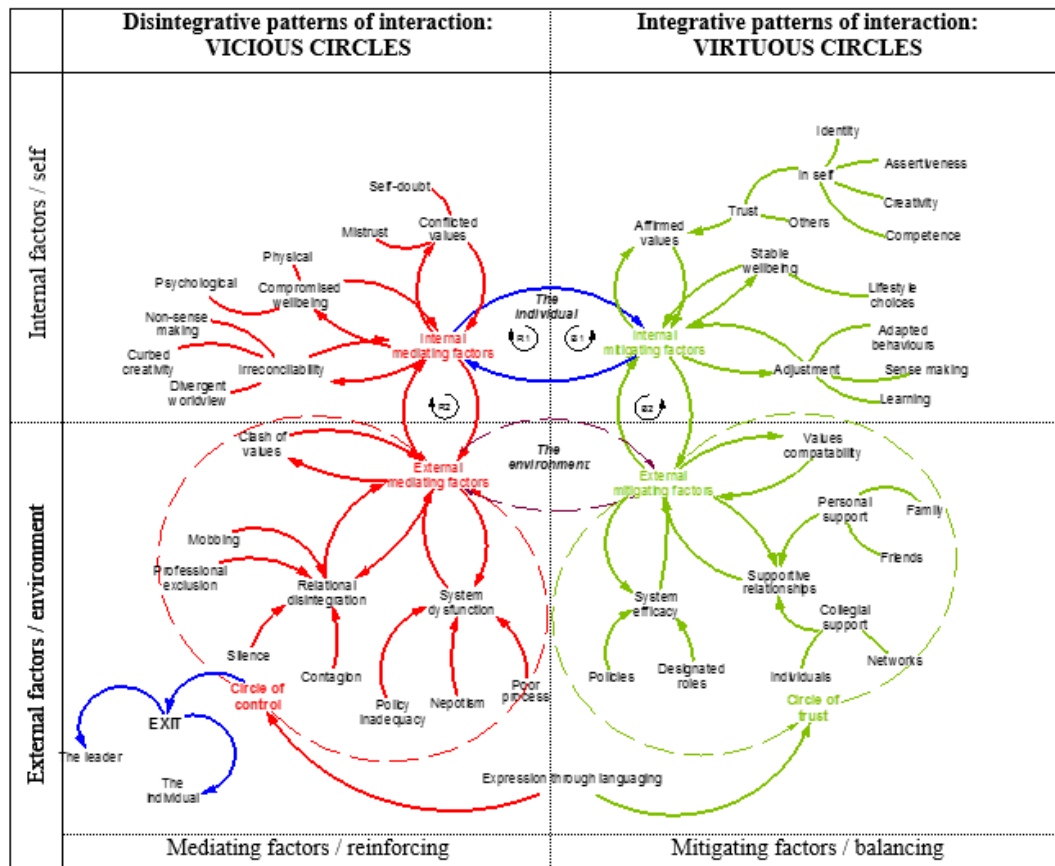 Disintegrative patterns of interaction:
VICIOUS CIRCLES
Integrative patterns of interaction:
VIRTUOUS CIRCLES
Internal factors / self
Self-doubt
Mistrust
Conflicted
values
Physical
Psychological
Compromised
wellbeing
Non-sense
making
Curbed
creativity
Irreconciliability
Divergent
worldview
Internal
mediating factors
The
individual
R1
B1
Identity
In self
Assertiveness
Creativity
Competence
Trust
Others
Affirmed
values
Stable
wellbeing
Lifestyle
choices
Internal
mitigating factors
Adapted
behaviours
Adjustment
Sense making
Learning
R2
B2
External factors / environment
Clash of
values
External
mediating factors
The
environment
Mobbing
Professional
exclusion
Relational
disintegration
System
dysfunction
Silence
Contagion
Policy
inadequacy
Nepotism
Poor
process
Circle of
control
EXIT
The leader
The
individual
Values
compatability
External
mitigating factors
Personal
support
Family
Friends
Supportive
relationships
System
efficacy
Collegial
support
Policies
Designated
roles
Individuals
Networks
Circle of
trust
Expression through languaging
Mediating factors / reinforcing
Mitigating factors / balancing